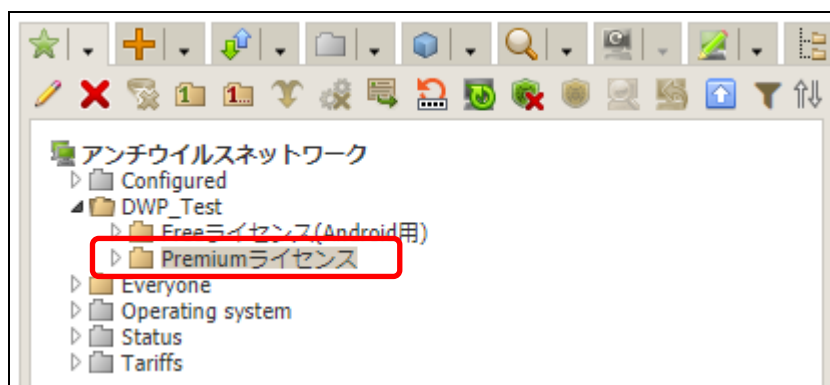 アンチウイルスネットワーク
Configured
DWP_Test
Freeライセンス(Android用)
Premiumライセンス
Everyone
Operating system
Status
Tariffs